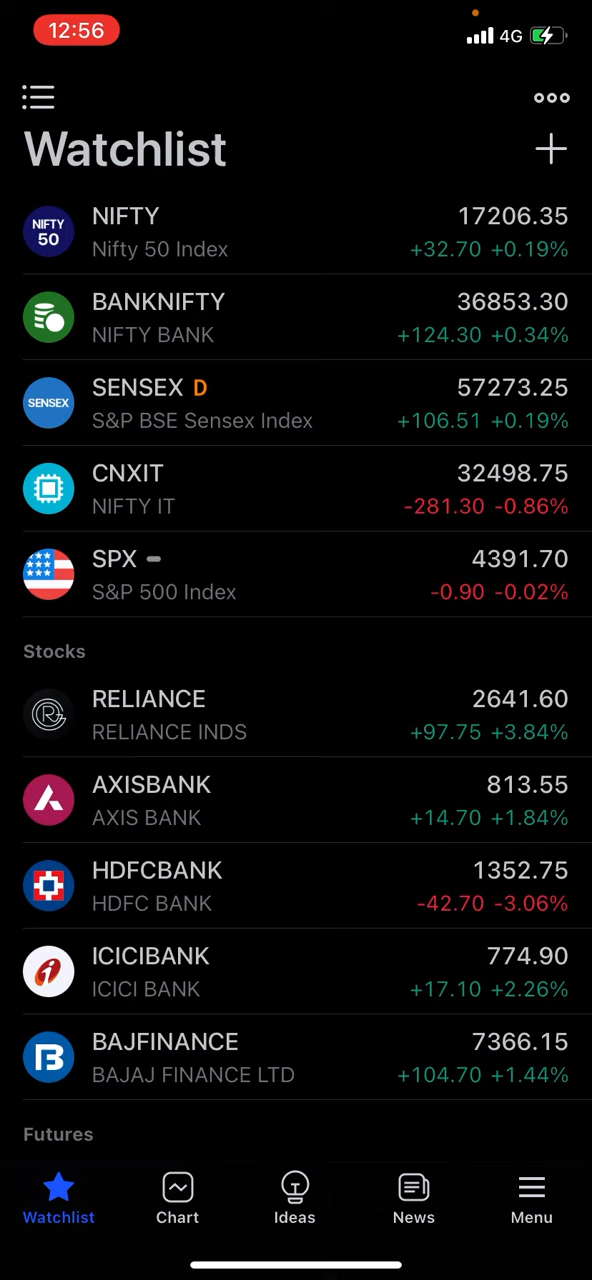 12:56
4G
Watchlist
NIFTY 50
NIFTY 17206.35
Nifty 50 Index +32.70 +0.19%
BANKNIFTY 36853.30
NIFTY BANK +124.30 +0.34%
SENSEX
SENSEX D 57273.25
S&P BSE Sensex Index +106.51 +0.19%
CNXIT 32498.75
NIFTY IT -281.30 -0.86%
SPX 4391.70
S&P 500 Index -0.90 -0.02%
Stocks
RELIANCE 2641.60
RELIANCE INDS +97.75 +3.84%
AXISBANK 813.55
AXIS BANK +14.70 +1.84%
HDFCBANK 1352.75
HDFC BANK -42.70 -3.06%
ICICIBANK 774.90
ICICI BANK +17.10 +2.26%
BAJFINANCE 7366.15
BAJAJ FINANCE LTD +104.70 +1.44%
Futures
Watchlist Chart Ideas News Menu